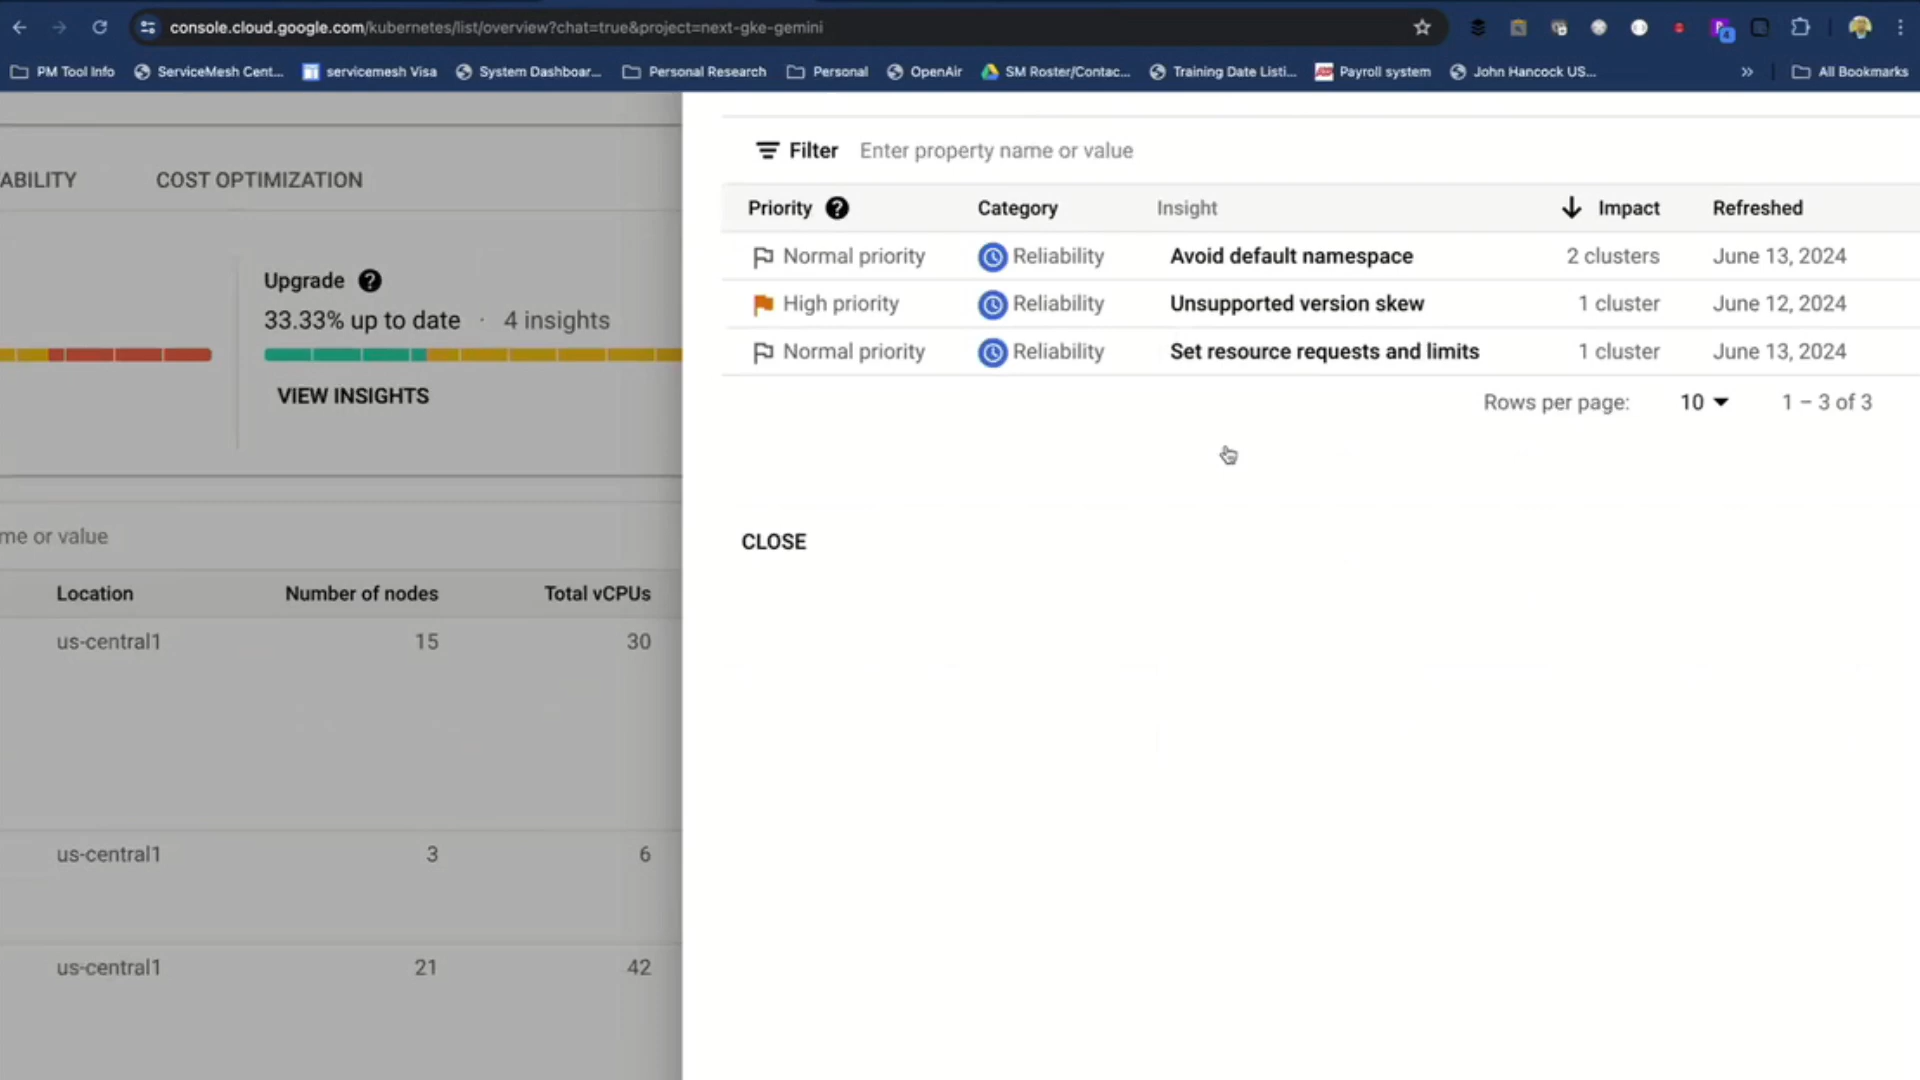 console.cloud.google.com/kubernetes/list/overview?chat=true&project=next-gke-gemini
PM Tool Info ServiceMesh Cent... servicemesh Visa System Dashboar... Personal Research Personal OpenAir SM Roster/Contac... Training Date Listi... Payroll system John Hancock US... » All Bookmarks
ABILITY COST OPTIMIZATION
Upgrade
33.33% up to date · 4 insights
VIEW INSIGHTS
me or value
Location Number of nodes Total vCPUs
us-central1 15 30
us-central1 3 6
us-central1 21 42
Filter Enter property name or value
Priority Category Insight Impact Refreshed
Normal priority Reliability Avoid default namespace 2 clusters June 13, 2024
High priority Reliability Unsupported version skew 1 cluster June 12, 2024
Normal priority Reliability Set resource requests and limits 1 cluster June 13, 2024
Rows per page: 10 1 – 3 of 3
CLOSE